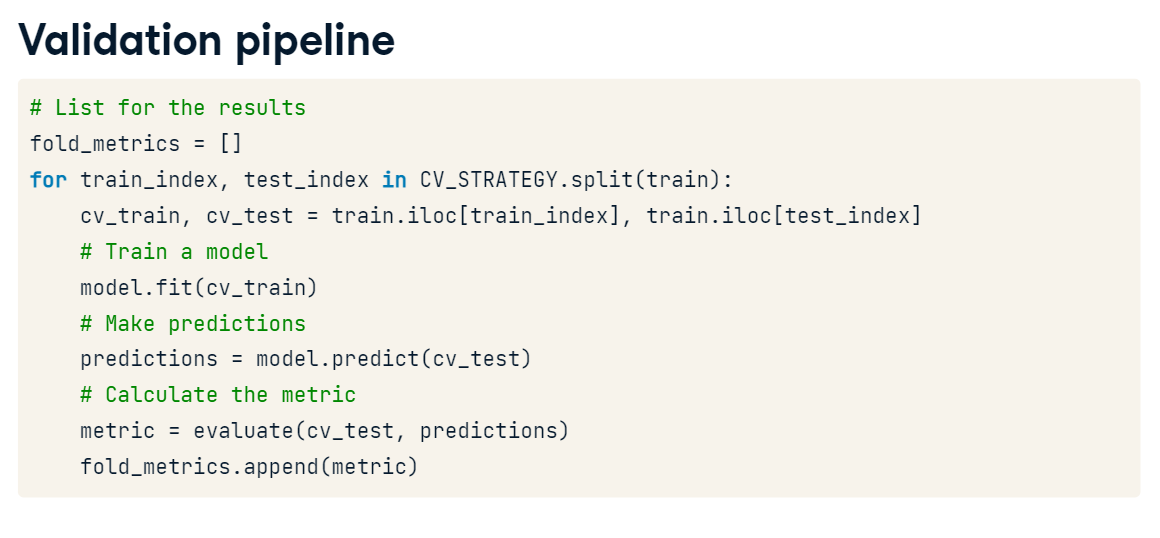 Validation pipeline
# List for the results
fold_metrics = []
for train_index, test_index in CV_STRATEGY.split(train):
    cv_train, cv_test = train.iloc[train_index], train.iloc[test_index]
    # Train a model
    model.fit(cv_train)
    # Make predictions
    predictions = model.predict(cv_test)
    # Calculate the metric
    metric = evaluate(cv_test, predictions)
    fold_metrics.append(metric)